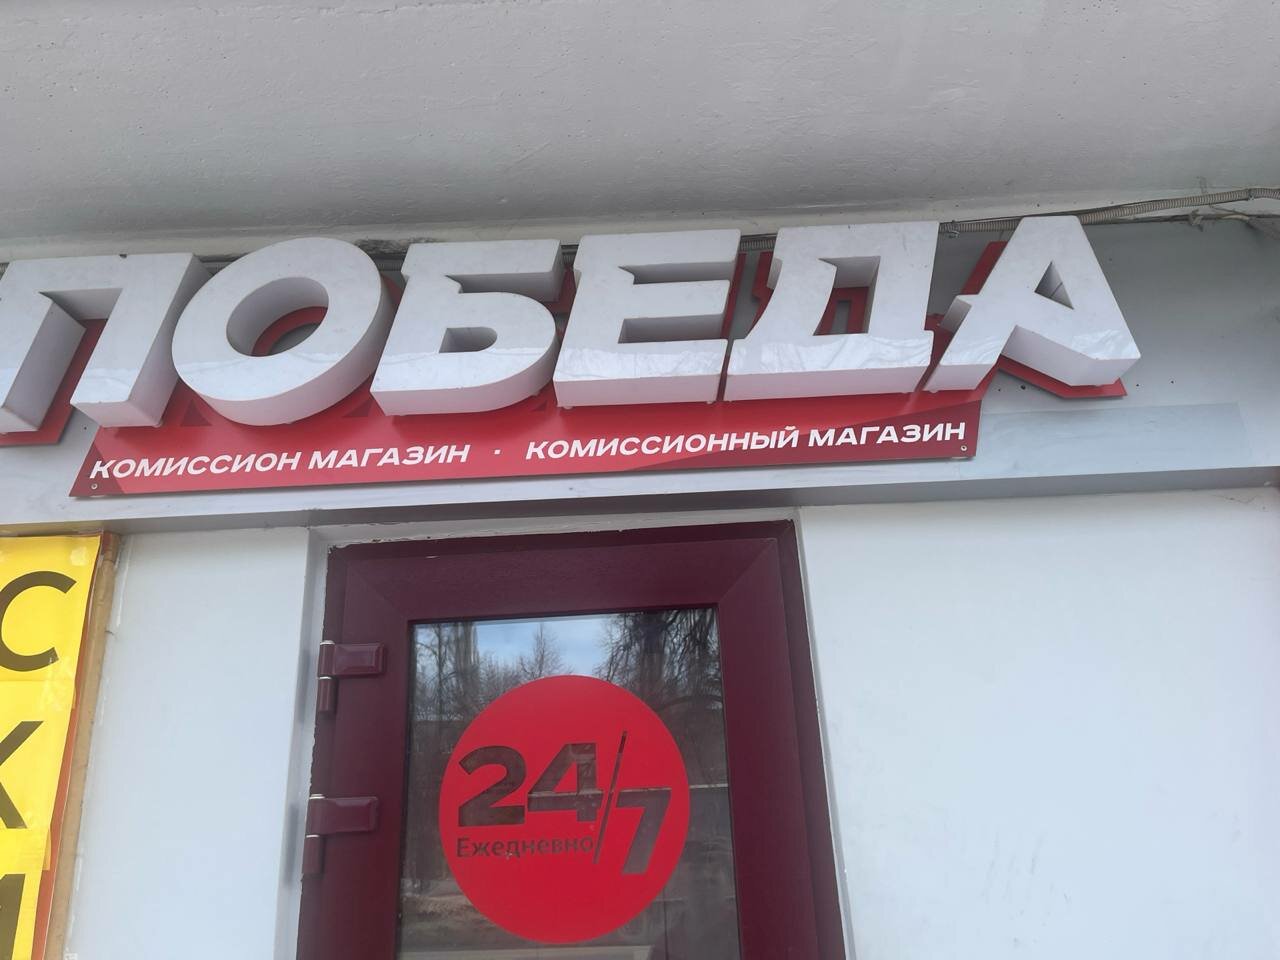 ПОБЕДА
КОМИССИОН МАГАЗИН · КОМИССИОННЫЙ МАГАЗИН
С
К
24/7
Ежедневно